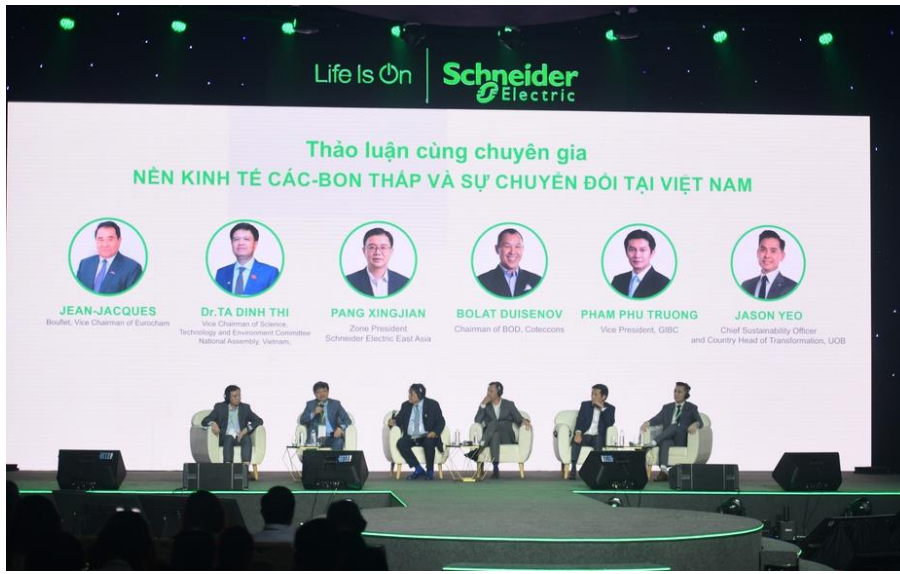 Life Is On
Schneider
Electric
Thảo luận cùng chuyên gia
NỀN KINH TẾ CÁC-BON THẤP VÀ SỰ CHUYỂN ĐỔI TẠI VIỆT NAM
JEAN-JACQUES
Bouflet, Vice Chairman of Eurocham
Dr.TA DINH THI
Vice Chairman of Science,
Technology and Environment Committee
National Assembly, Vietnam,
PANG XINGJIAN
Zone President
Schneider Electric East Asia
BOLAT DUISENOV
Chairman of BOD, Coteccons
PHAM PHU TRUONG
Vice President, GIBC
JASON YEO
Chief Sustainability Officer
and Country Head of Transformation, UOB